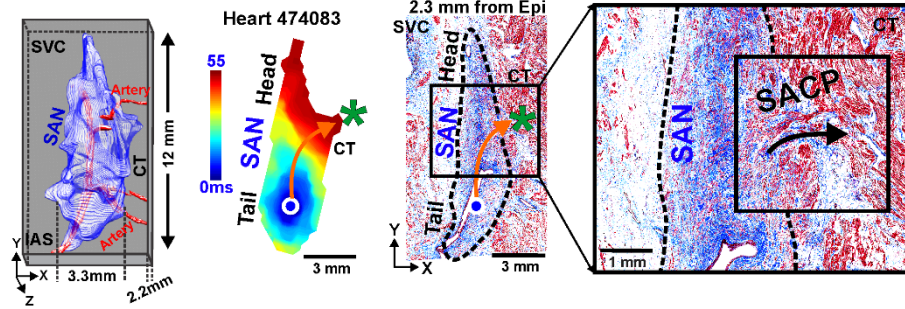 SVC
SAN
Artery
CT
12 mm
Artery
IAS
Y
X
Z
3.3mm
2.2mm
Heart 474083
55
0ms
Head
SAN
Tail
CT
3 mm
2.3 mm from Epi
SVC
Head
CT
SAN
Tail
Y
X
3 mm
CT
SAN
SACP
1 mm